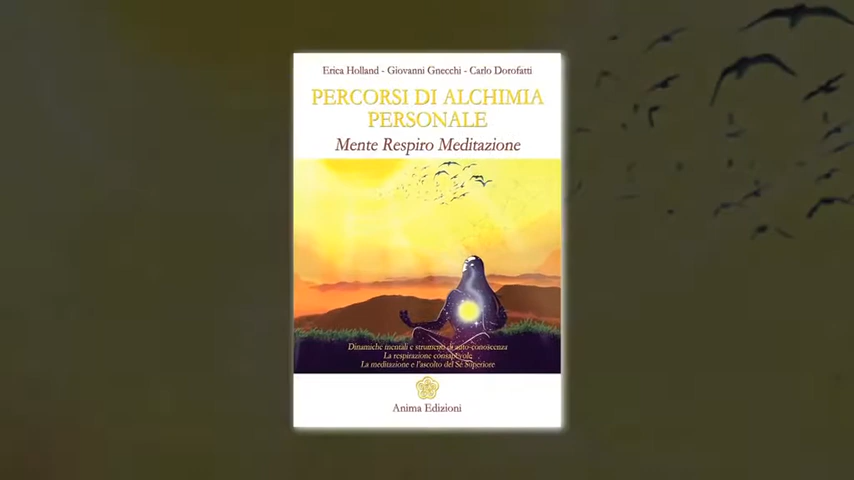 Erica Holland - Giovanni Gnecchi - Carlo Dorofatti
PERCORSI DI ALCHIMIA
PERSONALE
Mente Respiro Meditazione
Dinamiche mentali e strumenti di auto-conoscenza
La respirazione consapevole
La meditazione e l'ascolto del Sé Superiore
Anima Edizioni